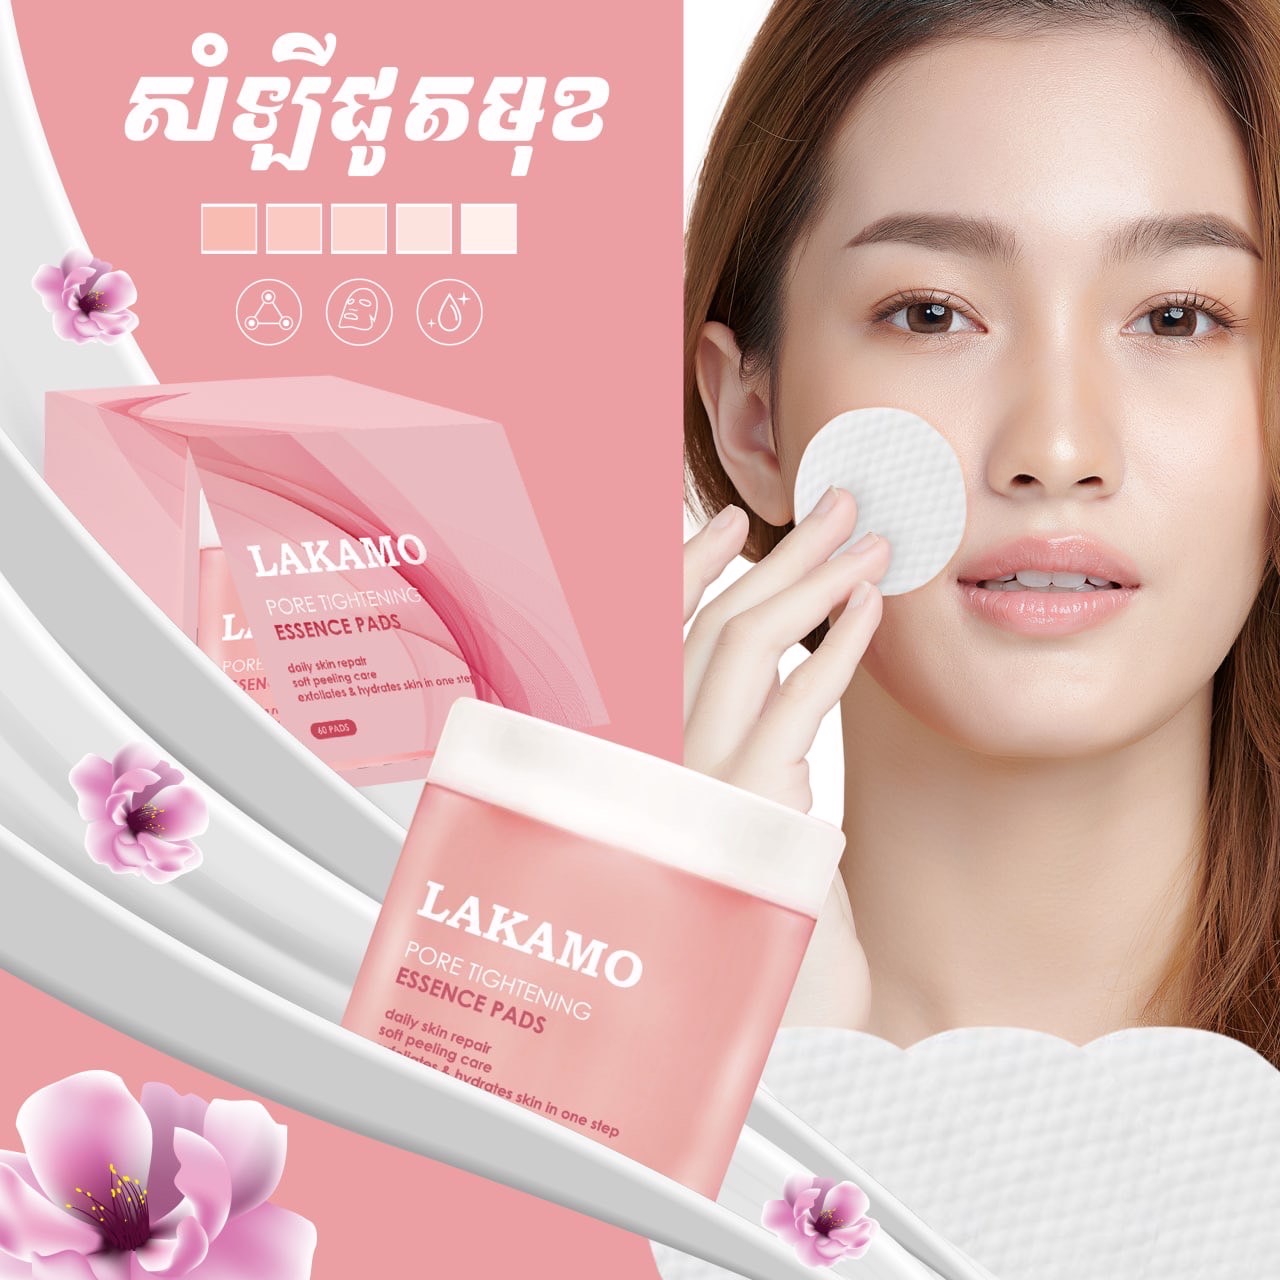 សំឡីជូតមុខ
LAKAMO
PORE TIGHTENING
ESSENCE PADS
daily skin repair
soft peeling care
exfoliates & hydrates skin in one step
60 PADS
LAKAMO
PORE TIGHTENING
ESSENCE PADS
daily skin repair
soft peeling care
exfoliates & hydrates skin in one step